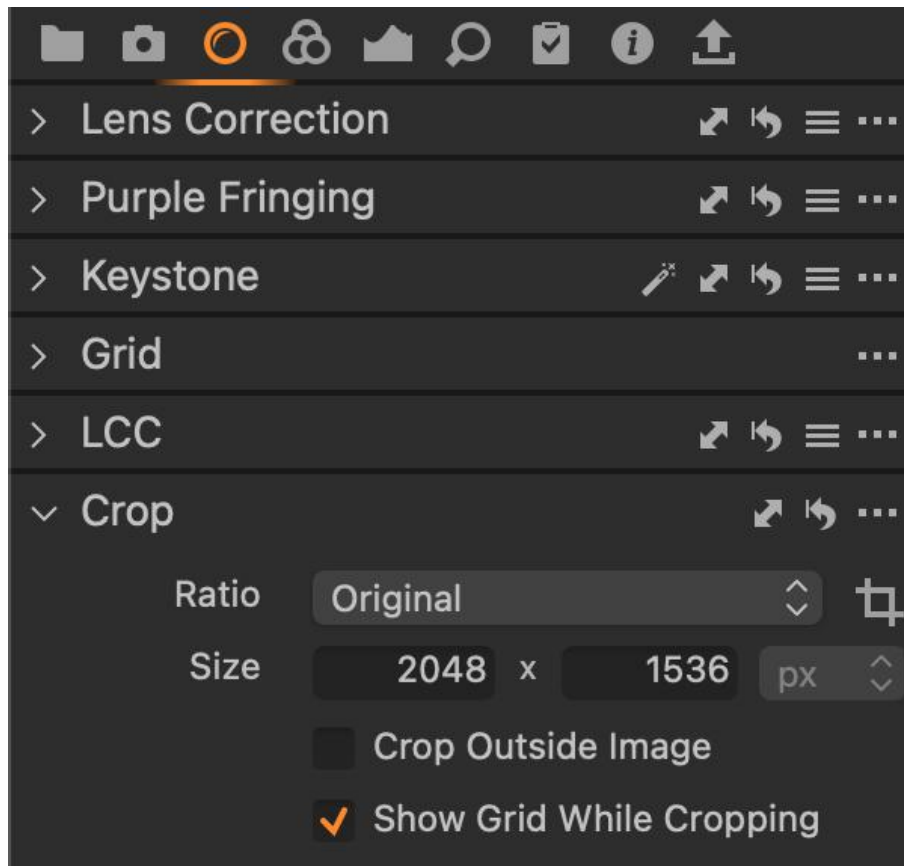 Lens Correction
Purple Fringing
Keystone
Grid
LCC
Crop
Ratio Original
Size 2048 x 1536 px
Crop Outside Image
Show Grid While Cropping